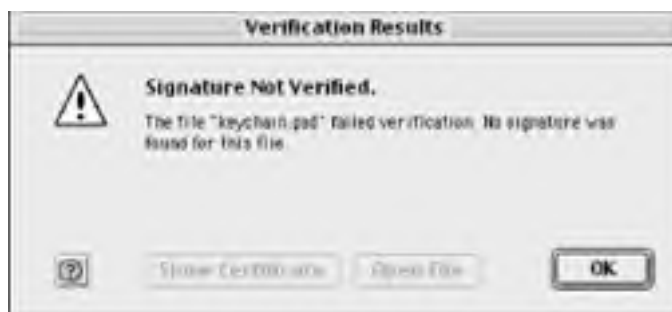 Verification Results
Signature Not Verified.
The file "keychain.psd" failed verification. No signature was
found for this file.
Show Certificate
Open File
OK